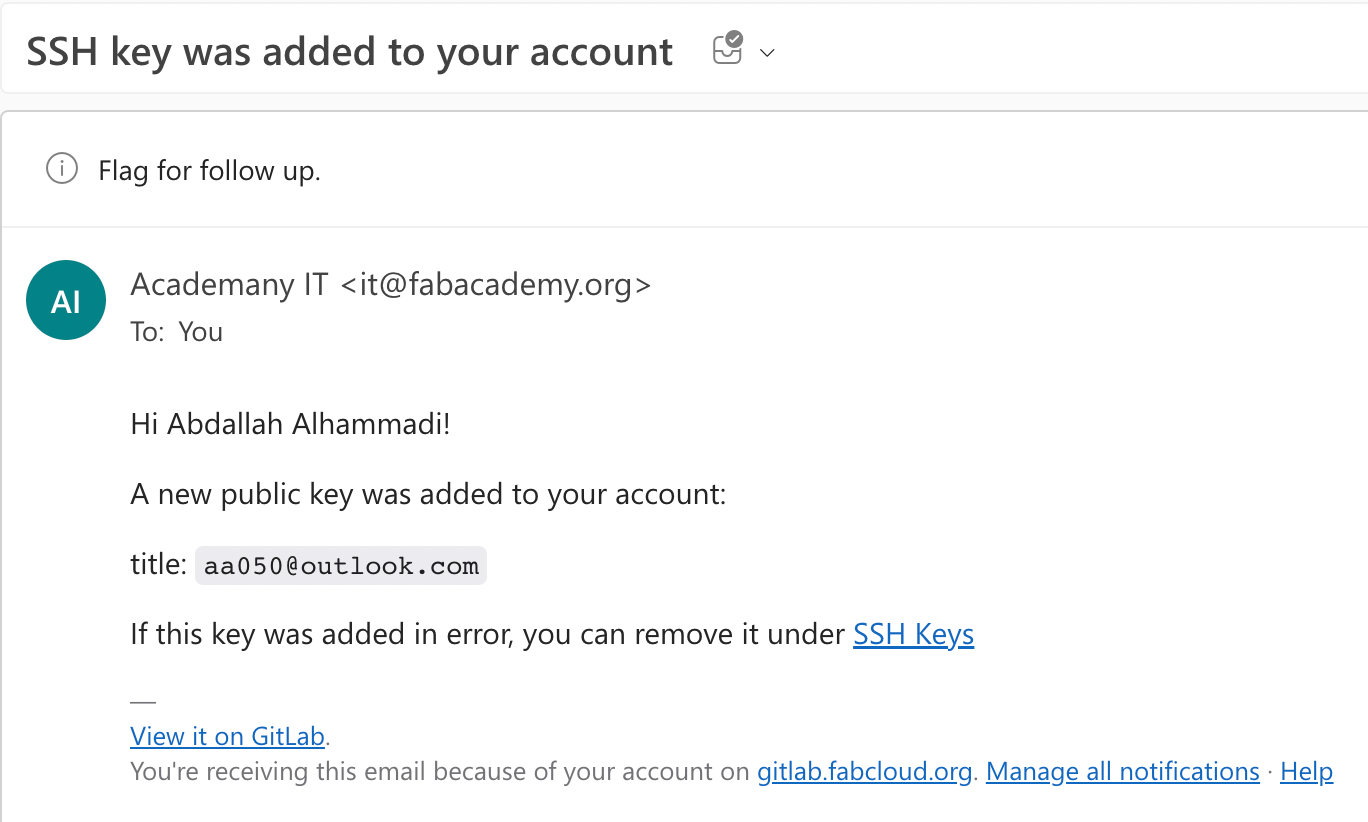 SSH key was added to your account
Flag for follow up.
AI
Academany IT <it@fabacademy.org>
To: You
Hi Abdallah Alhammadi!
A new public key was added to your account:
title: aa050@outlook.com
If this key was added in error, you can remove it under SSH Keys
—
View it on GitLab.
You're receiving this email because of your account on gitlab.fabcloud.org. Manage all notifications · Help